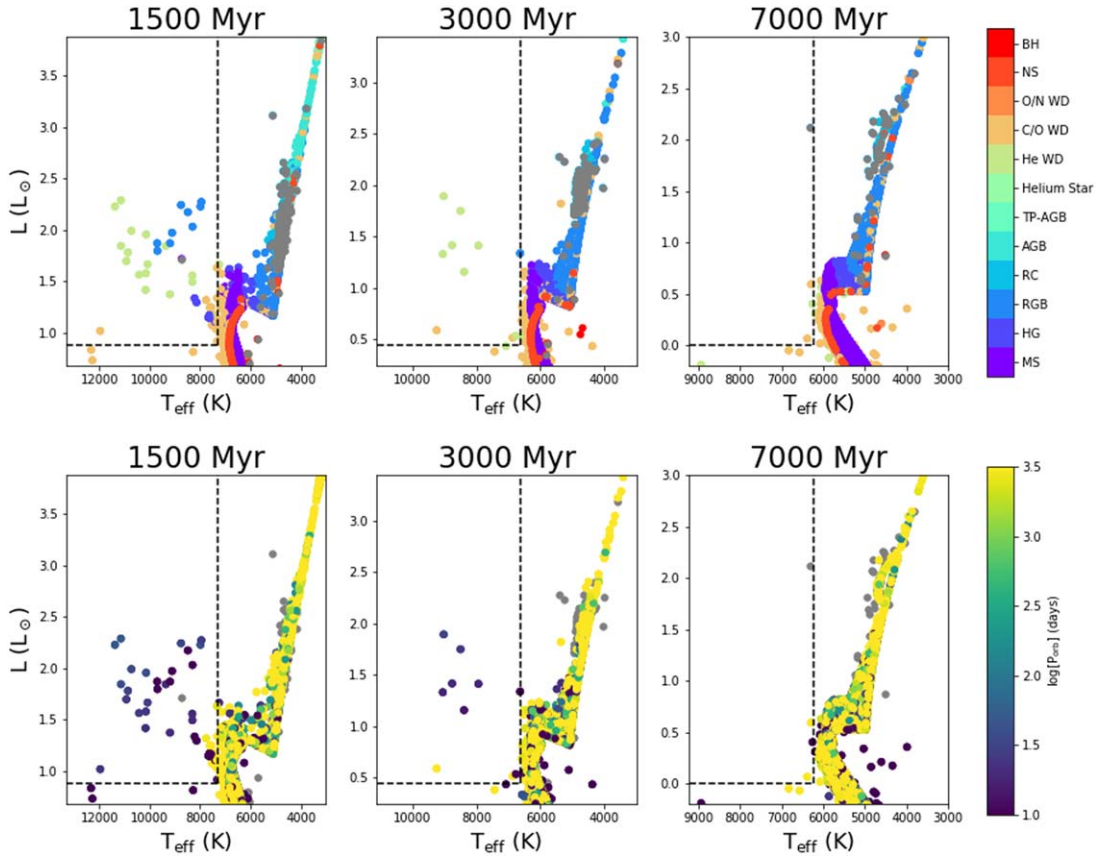 1500 Myr 3000 Myr 7000 Myr
L (L⊙)
3.5 3.0 2.5 2.0 1.5 1.0
12000 10000 8000 6000 4000
T_eff (K)
3.0 2.5 2.0 1.5 1.0 0.5
10000 8000 6000 4000
T_eff (K)
3.0 2.5 2.0 1.5 1.0 0.5 0.0
9000 8000 7000 6000 5000 4000 3000
T_eff (K)
BH
NS
O/N WD
C/O WD
He WD
Helium Star
TP-AGB
AGB
RC
RGB
HG
MS
1500 Myr 3000 Myr 7000 Myr
L (L⊙)
3.5 3.0 2.5 2.0 1.5 1.0
12000 10000 8000 6000 4000
T_eff (K)
3.0 2.5 2.0 1.5 1.0 0.5
10000 8000 6000 4000
T_eff (K)
3.0 2.5 2.0 1.5 1.0 0.5 0.0
9000 8000 7000 6000 5000 4000 3000
T_eff (K)
3.5
3.0
2.5
2.0
1.5
1.0
log[P_orb] (days)